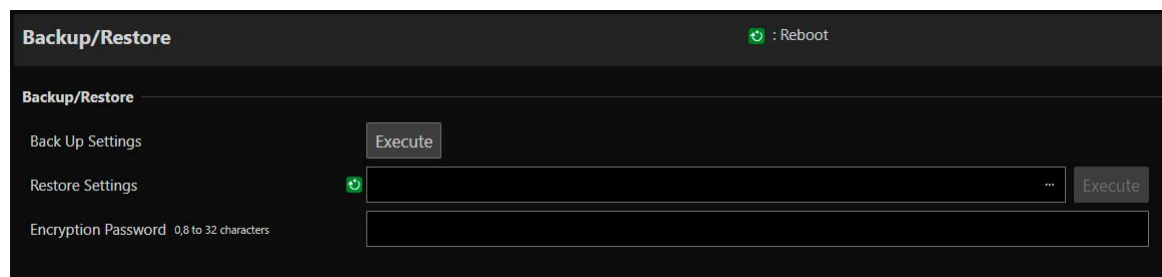 Backup/Restore : Reboot
Backup/Restore
Back Up Settings Execute
Restore Settings ... Execute
Encryption Password 0,8 to 32 characters